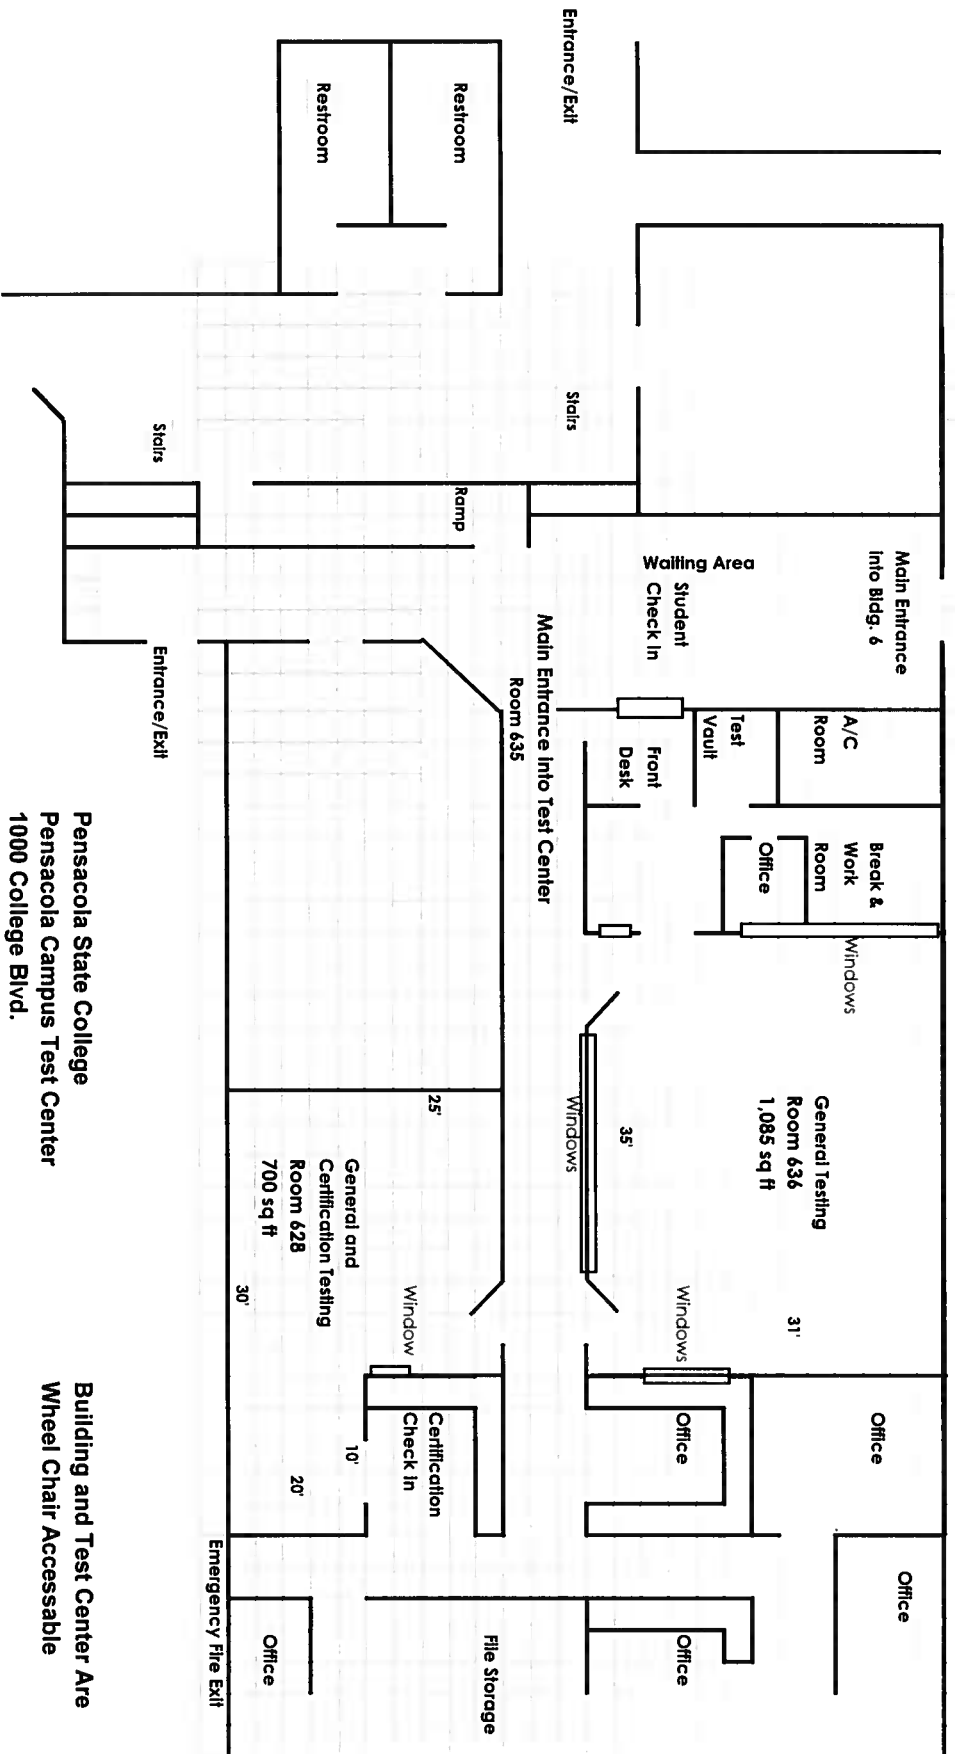 Entrance/Exit
Restroom
Restroom
Stairs
Stairs
Ramp
Main Entrance
into Bldg. 6
Waiting Area
Student
Check In
Main Entrance into Test Center
Room 635
Entrance/Exit
A/C
Room
Test
Vault
Front
Desk
Break &
Work
Room
Office
Windows
General Testing
Room 636
1,085 sq ft
35'
31'
Windows
Windows
25'
General and
Certification Testing
Room 628
700 sq ft
30'
Window
Certification
Check In
10'
20'
Office
Office
Office
Office
File Storage
Office
Emergency Fire Exit
Pensacola State College
Pensacola Campus Test Center
1000 College Blvd.
Building and Test Center Are
Wheel Chair Accessable